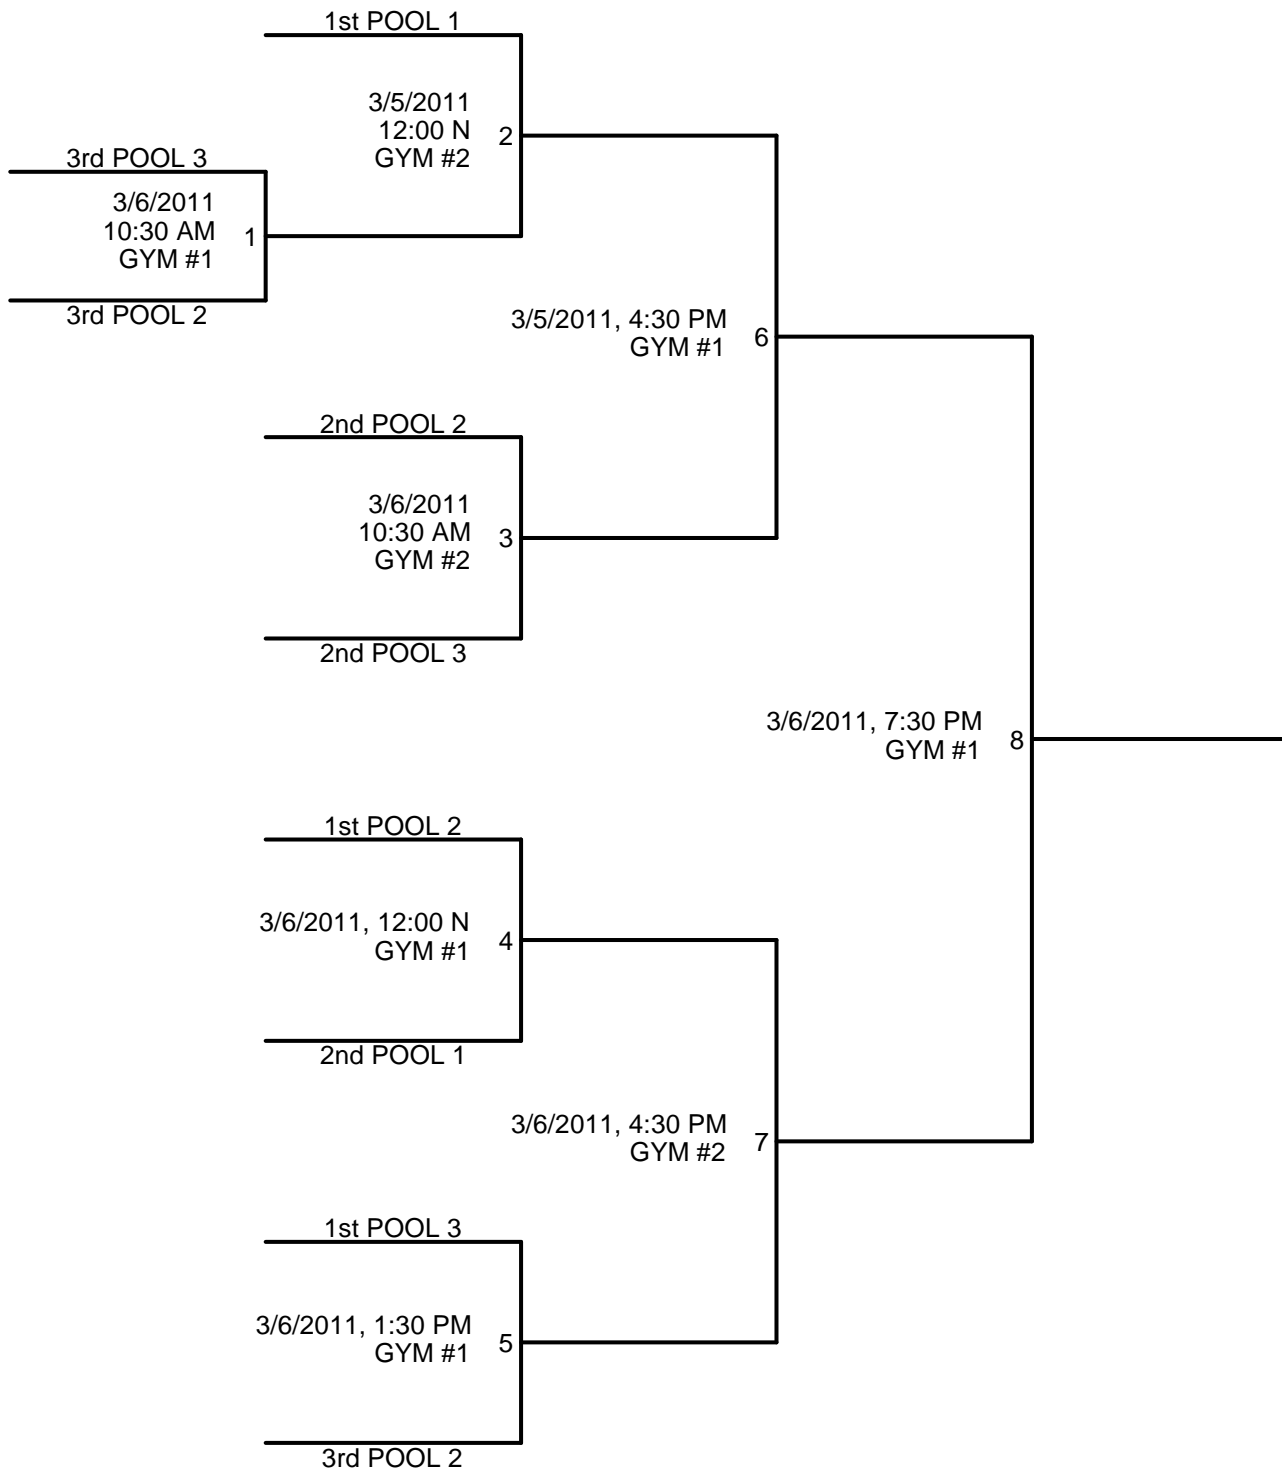 1st POOL 1
3/5/2011
12:00 N
GYM #2
2
3rd POOL 3
3/6/2011
10:30 AM
GYM #1
1
3rd POOL 2
3/5/2011, 4:30 PM
GYM #1
6
2nd POOL 2
3/6/2011
10:30 AM
GYM #2
3
2nd POOL 3
3/6/2011, 7:30 PM
GYM #1
8
1st POOL 2
3/6/2011, 12:00 N
GYM #1
4
2nd POOL 1
3/6/2011, 4:30 PM
GYM #2
7
1st POOL 3
3/6/2011, 1:30 PM
GYM #1
5
3rd POOL 2